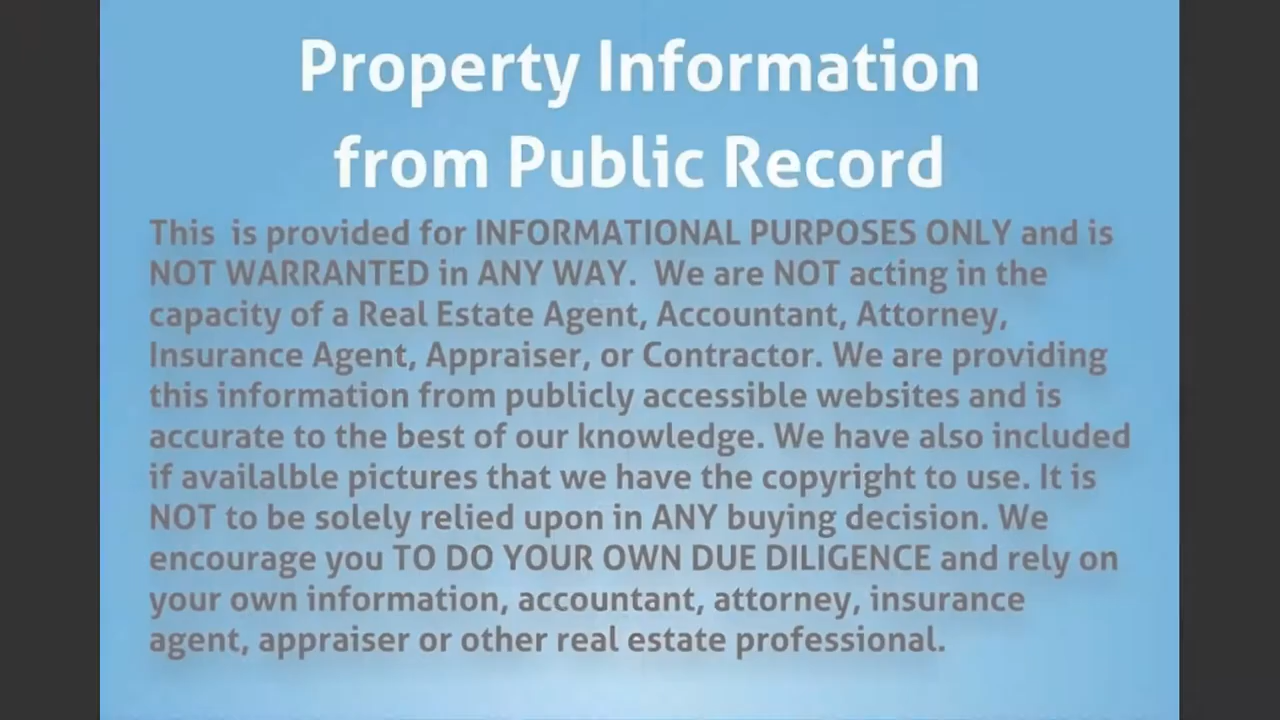 Property Information
from Public Record
This  is provided for INFORMATIONAL PURPOSES ONLY and is
NOT WARRANTED in ANY WAY.  We are NOT acting in the
capacity of a Real Estate Agent, Accountant, Attorney,
Insurance Agent, Appraiser, or Contractor. We are providing
this information from publicly accessible websites and is
accurate to the best of our knowledge. We have also included
if availalble pictures that we have the copyright to use. It is
NOT to be solely relied upon in ANY buying decision. We
encourage you TO DO YOUR OWN DUE DILIGENCE and rely on
your own information, accountant, attorney, insurance
agent, appraiser or other real estate professional.